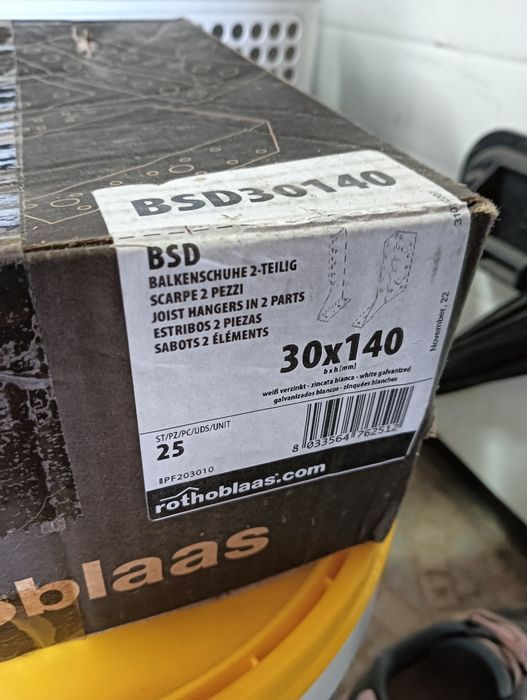 BSD30140
BSD
BALKENSCHUHE 2-TEILIG
SCARPE 2 PEZZI
JOIST HANGERS IN 2 PARTS
ESTRIBOS 2 PIEZAS
SABOTS 2 ÉLÉMENTS
30x140
b x h [mm]
weiß verzinkt - zincata bianca - white galvanized
galvanizados blancos - zinquées blanches
ST/PZ/PC/UDS/UNIT
25
8 033564 762512
PF203010
rothoblaas.com
November, 22
oblaas